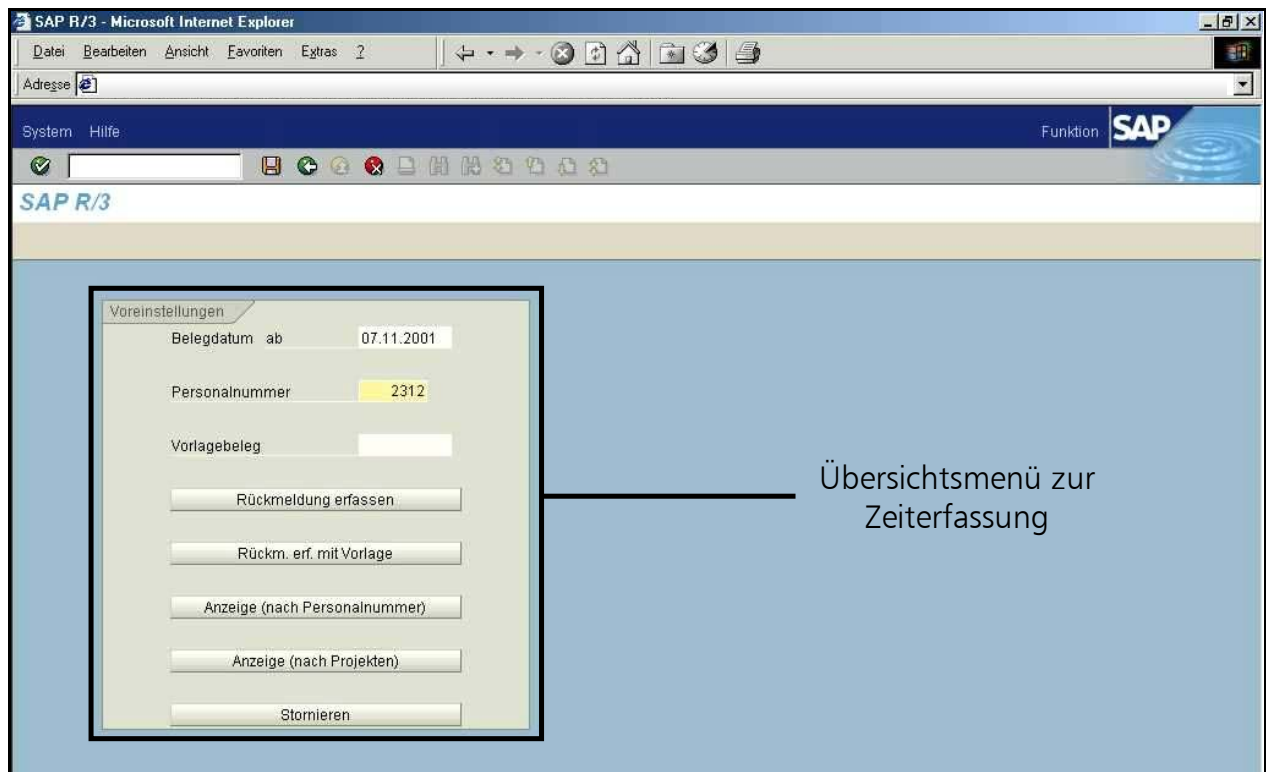 SAP R/3 - Microsoft Internet Explorer
Datei Bearbeiten Ansicht Favoriten Extras ?
Adresse
System Hilfe Funktion SAP
SAP R/3
Voreinstellungen
Belegdatum ab 07.11.2001
Personalnummer 2312
Vorlagebeleg
Rückmeldung erfassen
Rückm. erf. mit Vorlage
Anzeige (nach Personalnummer)
Anzeige (nach Projekten)
Stornieren
Übersichtsmenü zur
Zeiterfassung